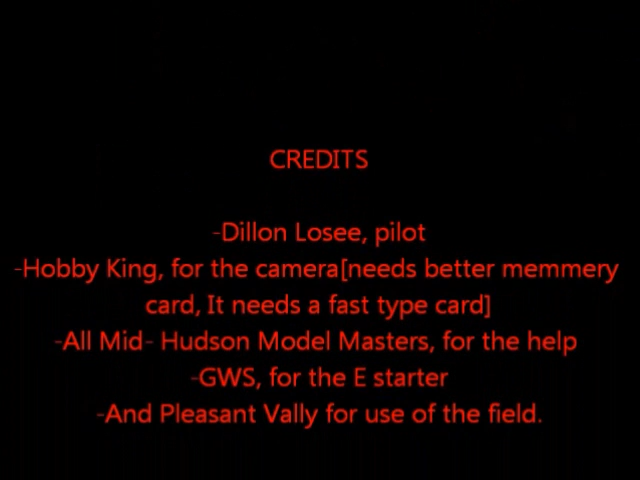 CREDITS
-Dillon Losee, pilot
-Hobby King, for the camera[needs better memmery
card, It needs a fast type card]
-All Mid- Hudson Model Masters, for the help
-GWS, for the E starter
-And Pleasant Vally for use of the field.